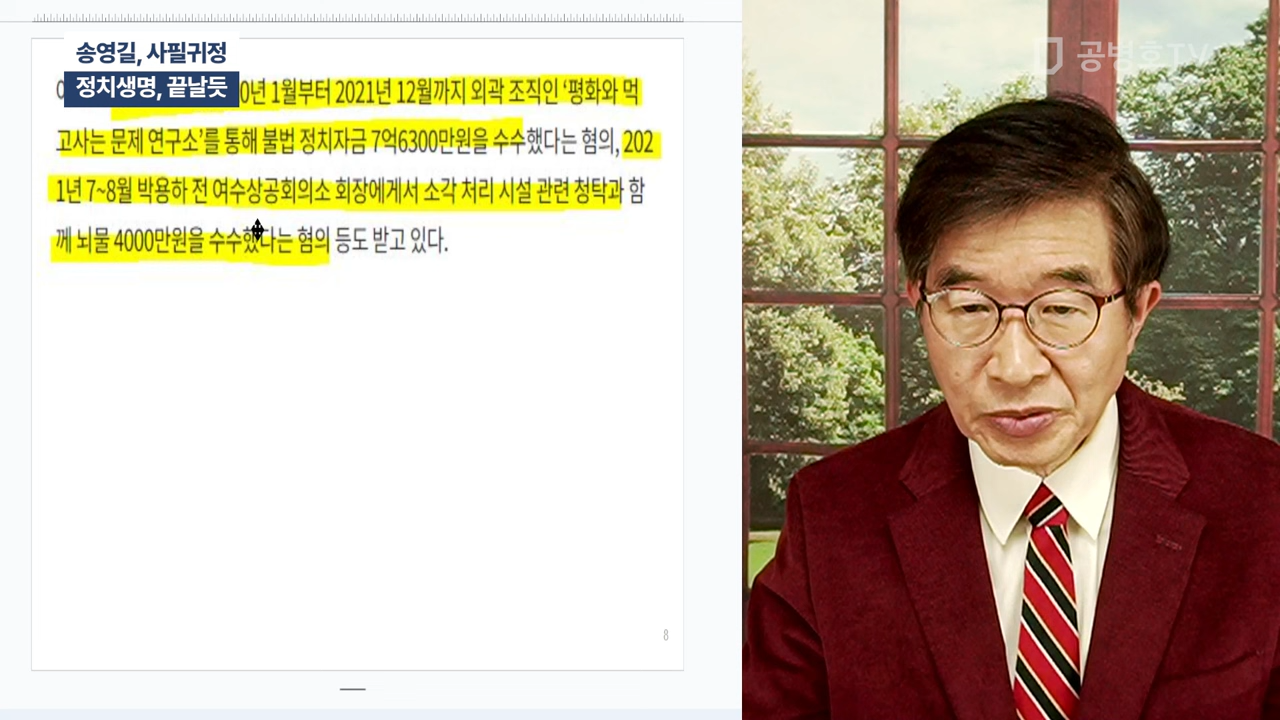 송영길, 사필귀정
정치생명, 끝날듯
공병호TV
0년 1월부터 2021년 12월까지 외곽 조직인 ‘평화와 먹
고사는 문제 연구소’를 통해 불법 정치자금 7억6300만원을 수수했다는 혐의, 202
1년 7~8월 박용하 전 여수상공회의소 회장에게서 소각 처리 시설 관련 청탁과 함
께 뇌물 4000만원을 수수했다는 혐의 등도 받고 있다.
8